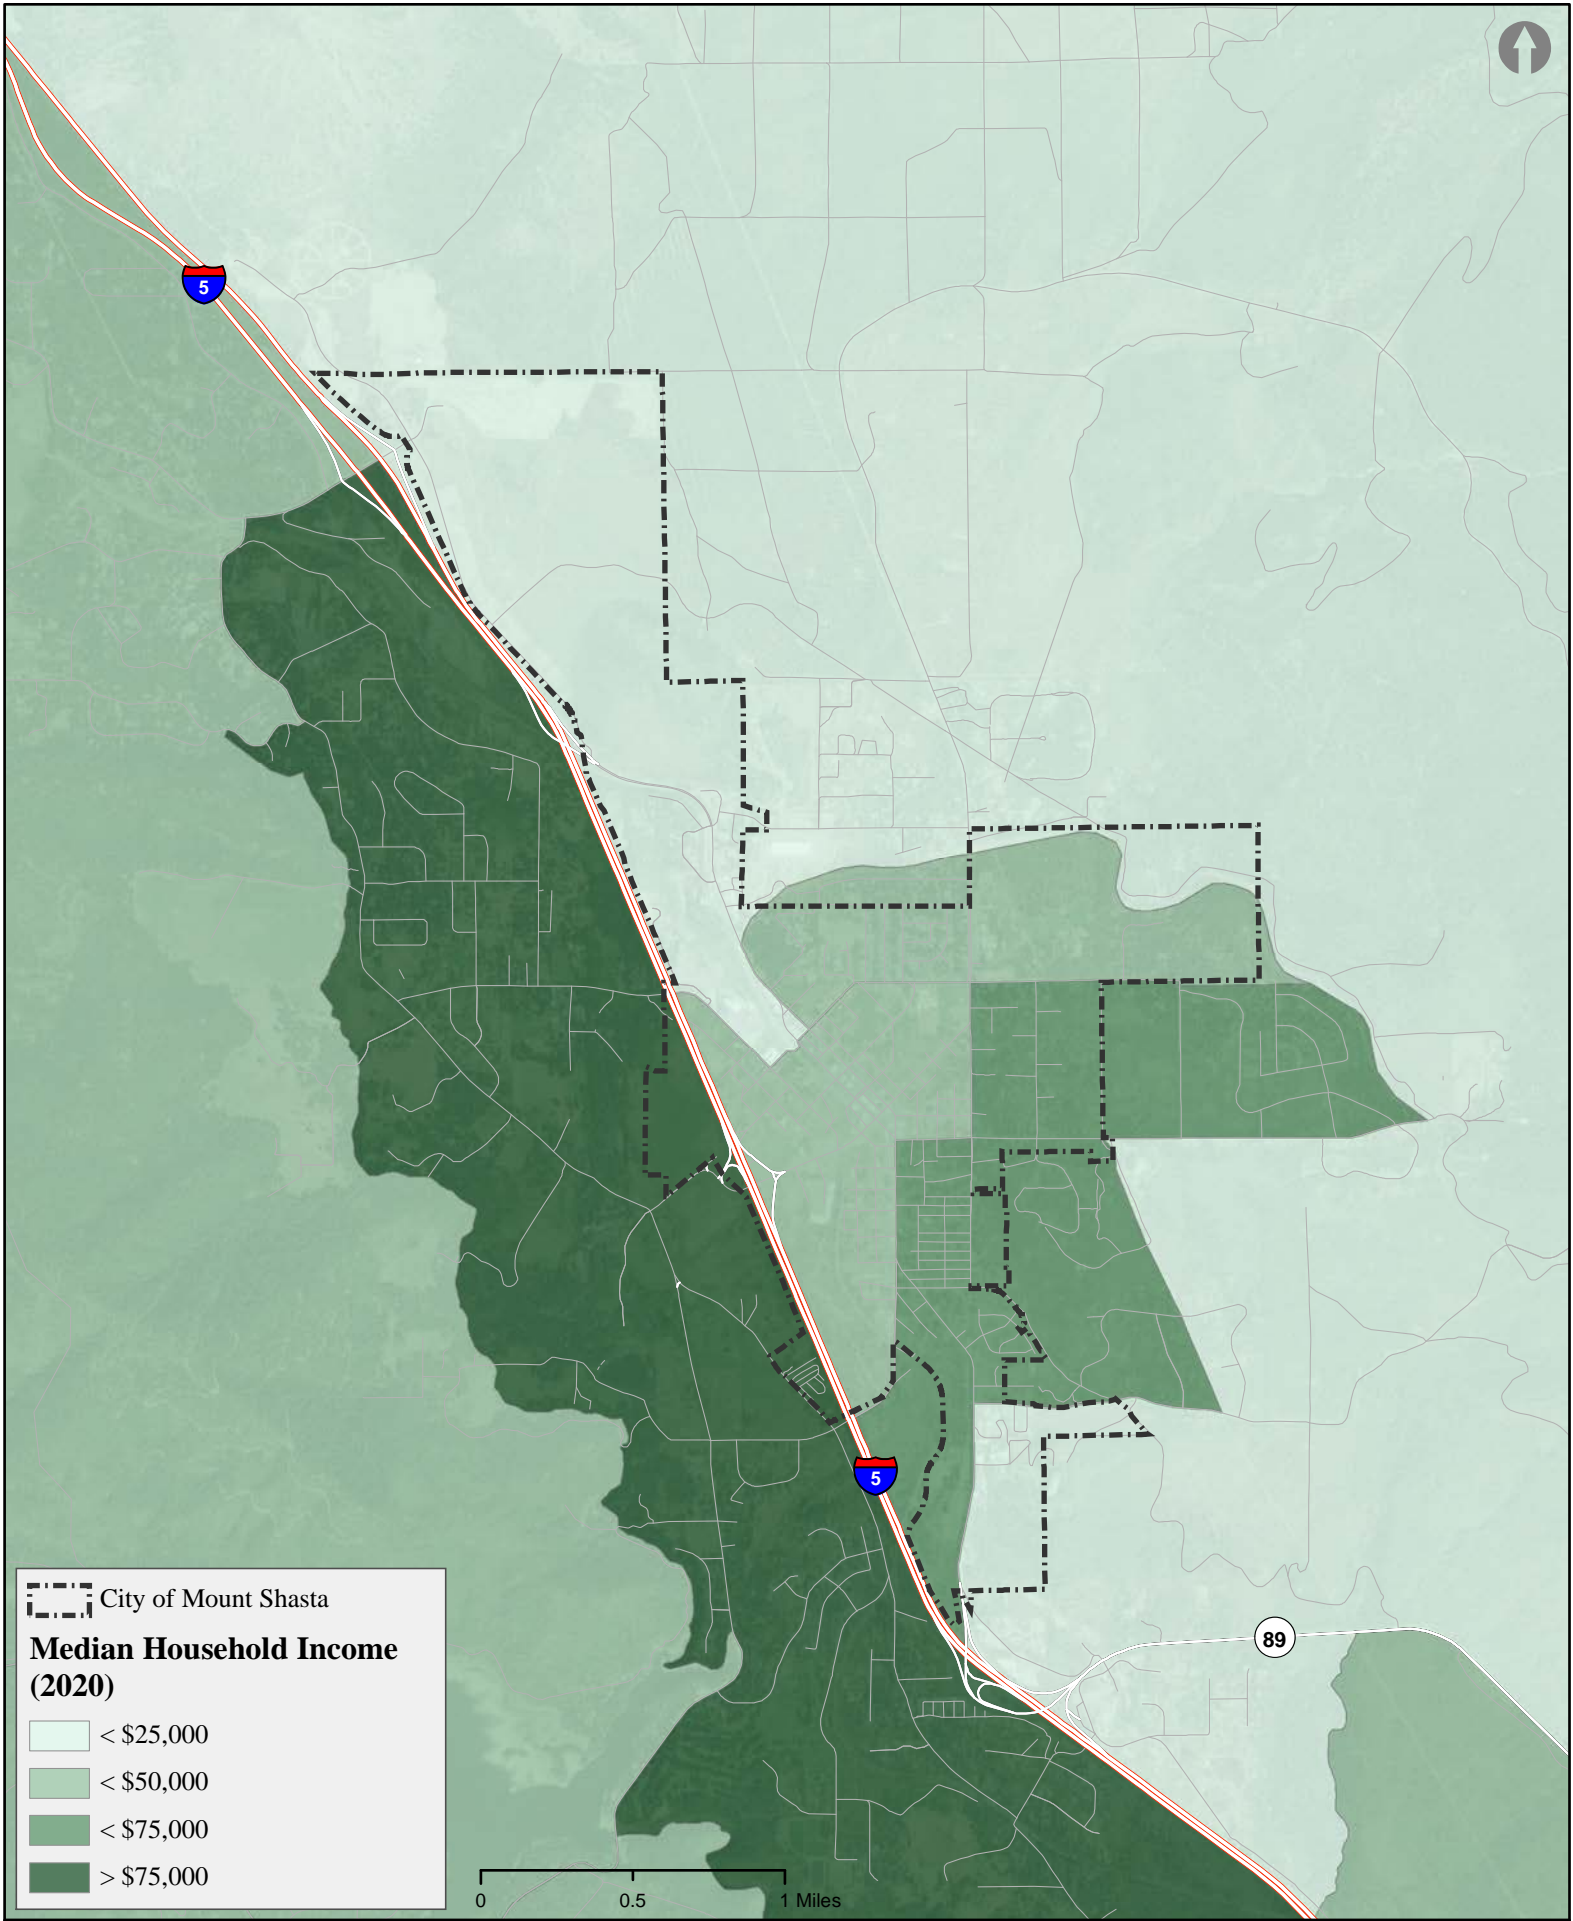 5
5
89
City of Mount Shasta
Median Household Income
(2020)
< $25,000
< $50,000
< $75,000
> $75,000
0 0.5 1 Miles